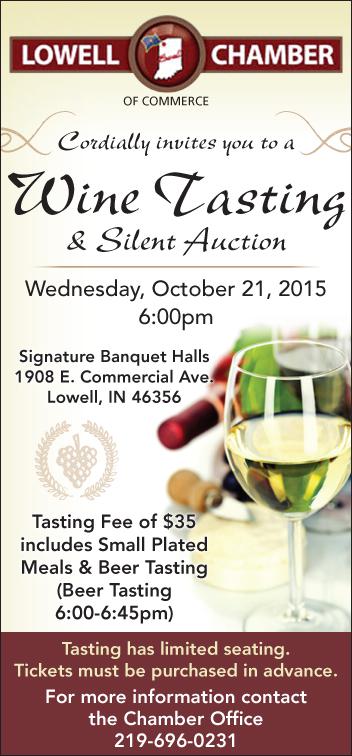 LOWELL CHAMBER
OF COMMERCE
Cordially invites you to a
Wine Tasting
& Silent Auction
Wednesday, October 21, 2015
6:00pm
Signature Banquet Halls
1908 E. Commercial Ave.
Lowell, IN 46356
Tasting Fee of $35
includes Small Plated
Meals & Beer Tasting
(Beer Tasting
6:00-6:45pm)
Tasting has limited seating.
Tickets must be purchased in advance.
For more information contact
the Chamber Office
219-696-0231